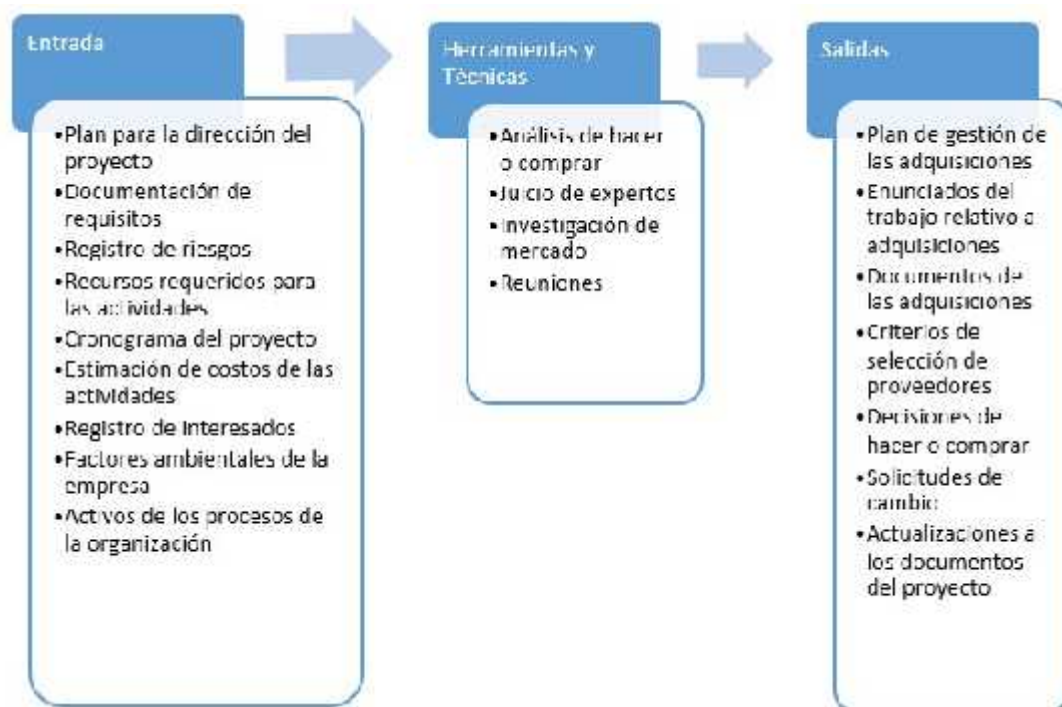 Entrada
•Plan para la dirección del
proyecto
•Documentación de
requisitos
•Registro de riesgos
•Recursos requeridos para
las actividades
•Cronograma del proyecto
•Estimación de costos de las
actividades
•Registro de interesados
•Factores ambientales de la
empresa
•Activos de los procesos de
la organización
Herramientas y
Técnicas
•Análisis de hacer
o comprar
•Juicio de expertos
•Investigación de
mercado
•Reuniones
Salidas
•Plan de gestión de
las adquisiciones
•Enunciados del
trabajo relativo a
adquisiciones
•Documentos de
las adquisiciones
•Criterios de
selección de
proveedores
•Decisiones de
hacer o comprar
•Solicitudes de
cambio
•Actualizaciones a
los documentos
del proyecto